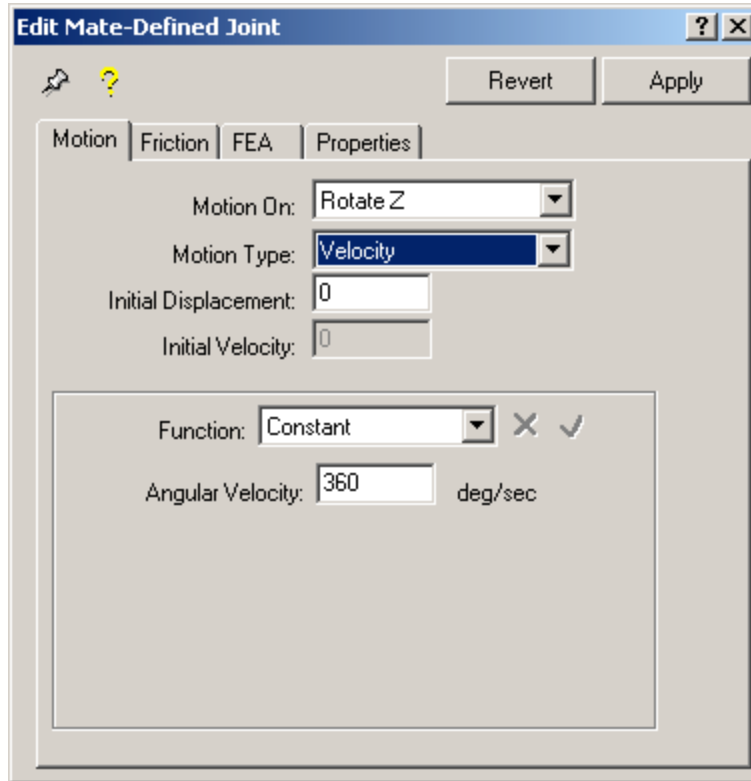 Edit Mate-Defined Joint ? X
? Revert Apply
Motion Friction FEA Properties
Motion On: Rotate Z
Motion Type: Velocity
Initial Displacement: 0
Initial Velocity: 0
Function: Constant
Angular Velocity: 360 deg/sec